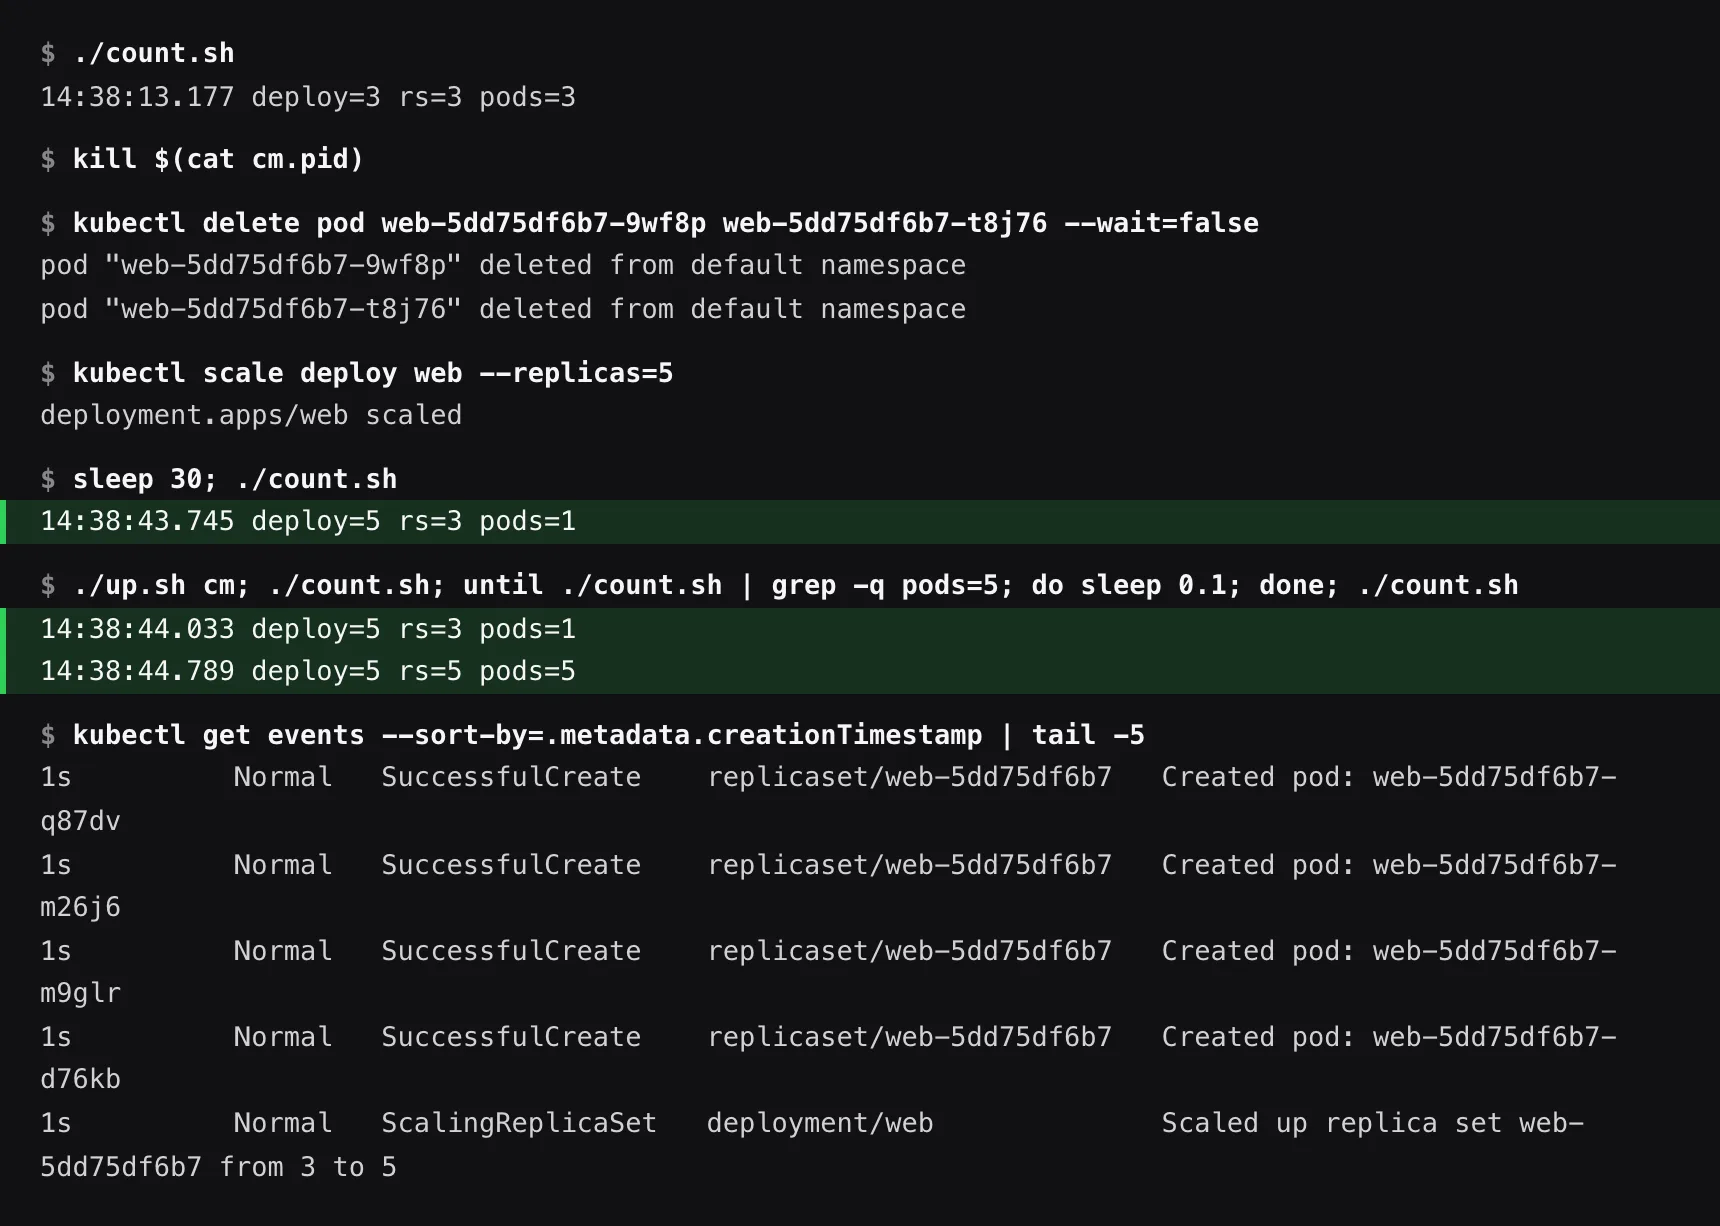 $ ./count.sh
14:38:13.177 deploy=3 rs=3 pods=3
$ kill $(cat cm.pid)
$ kubectl delete pod web-5dd75df6b7-9wf8p web-5dd75df6b7-t8j76 --wait=false
pod "web-5dd75df6b7-9wf8p" deleted from default namespace
pod "web-5dd75df6b7-t8j76" deleted from default namespace
$ kubectl scale deploy web --replicas=5
deployment.apps/web scaled
$ sleep 30; ./count.sh
14:38:43.745 deploy=5 rs=3 pods=1
$ ./up.sh cm; ./count.sh; until ./count.sh | grep -q pods=5; do sleep 0.1; done; ./count.sh
14:38:44.033 deploy=5 rs=3 pods=1
14:38:44.789 deploy=5 rs=5 pods=5
$ kubectl get events --sort-by=.metadata.creationTimestamp | tail -5
1s          Normal   SuccessfulCreate    replicaset/web-5dd75df6b7   Created pod: web-5dd75df6b7-
q87dv
1s          Normal   SuccessfulCreate    replicaset/web-5dd75df6b7   Created pod: web-5dd75df6b7-
m26j6
1s          Normal   SuccessfulCreate    replicaset/web-5dd75df6b7   Created pod: web-5dd75df6b7-
m9glr
1s          Normal   SuccessfulCreate    replicaset/web-5dd75df6b7   Created pod: web-5dd75df6b7-
d76kb
1s          Normal   ScalingReplicaSet   deployment/web              Scaled up replica set web-
5dd75df6b7 from 3 to 5